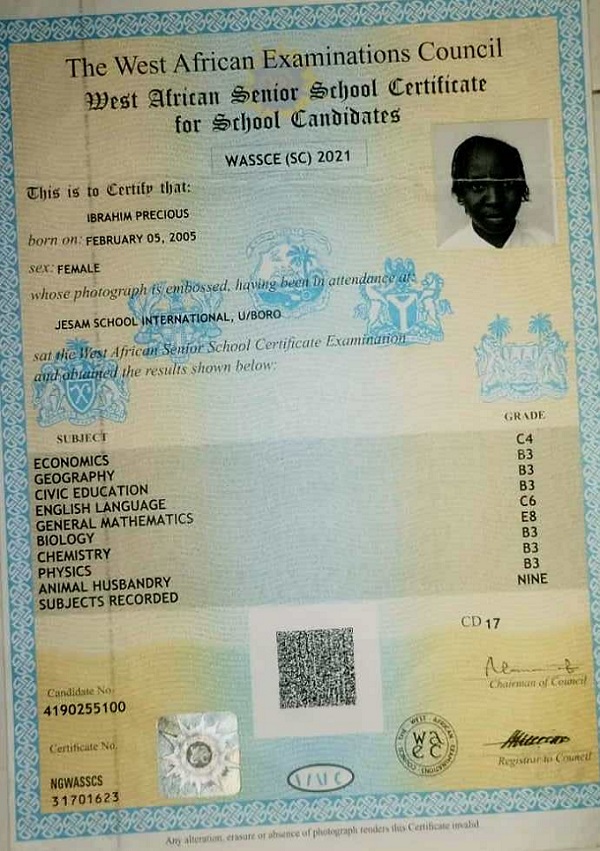 The West African Examinations Council
West African Senior School Certificate
for School Candidates
WASSCE (SC) 2021
This is to Certify that:
IBRAHIM PRECIOUS
born on: FEBRUARY 05, 2005
sex: FEMALE
whose photograph is embossed, having been in attendance at:
JESAM SCHOOL INTERNATIONAL, U/BORO
sat the West African Senior School Certificate Examination
and obtained the results shown below:
SUBJECT GRADE
ECONOMICS C4
GEOGRAPHY B3
CIVIC EDUCATION B3
ENGLISH LANGUAGE B3
GENERAL MATHEMATICS C6
BIOLOGY E8
CHEMISTRY B3
PHYSICS B3
ANIMAL HUSBANDRY B3
SUBJECTS RECORDED NINE
CD 17
Chairman of Council
Candidate No.
4190255100
Certificate No.
Registrar to Council
NGWASSCS
31701623
Any alteration, erasure or absence of photograph renders this Certificate invalid.